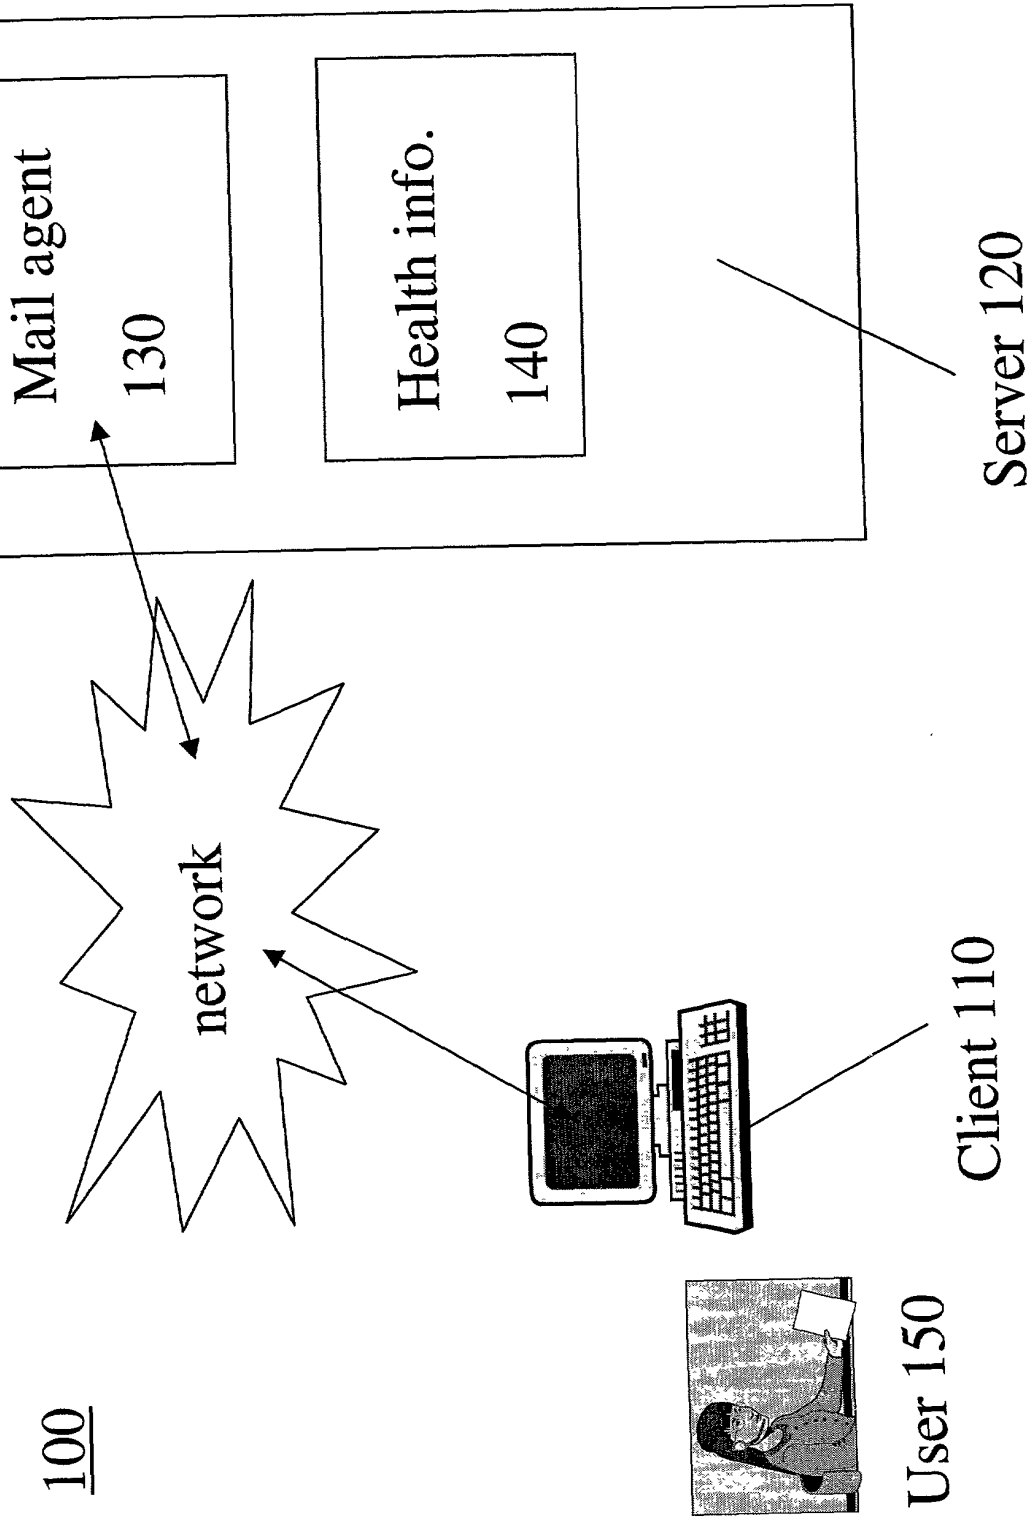 100
network
Mail agent
130
Health info.
140
User 150
Client 110
Server 120